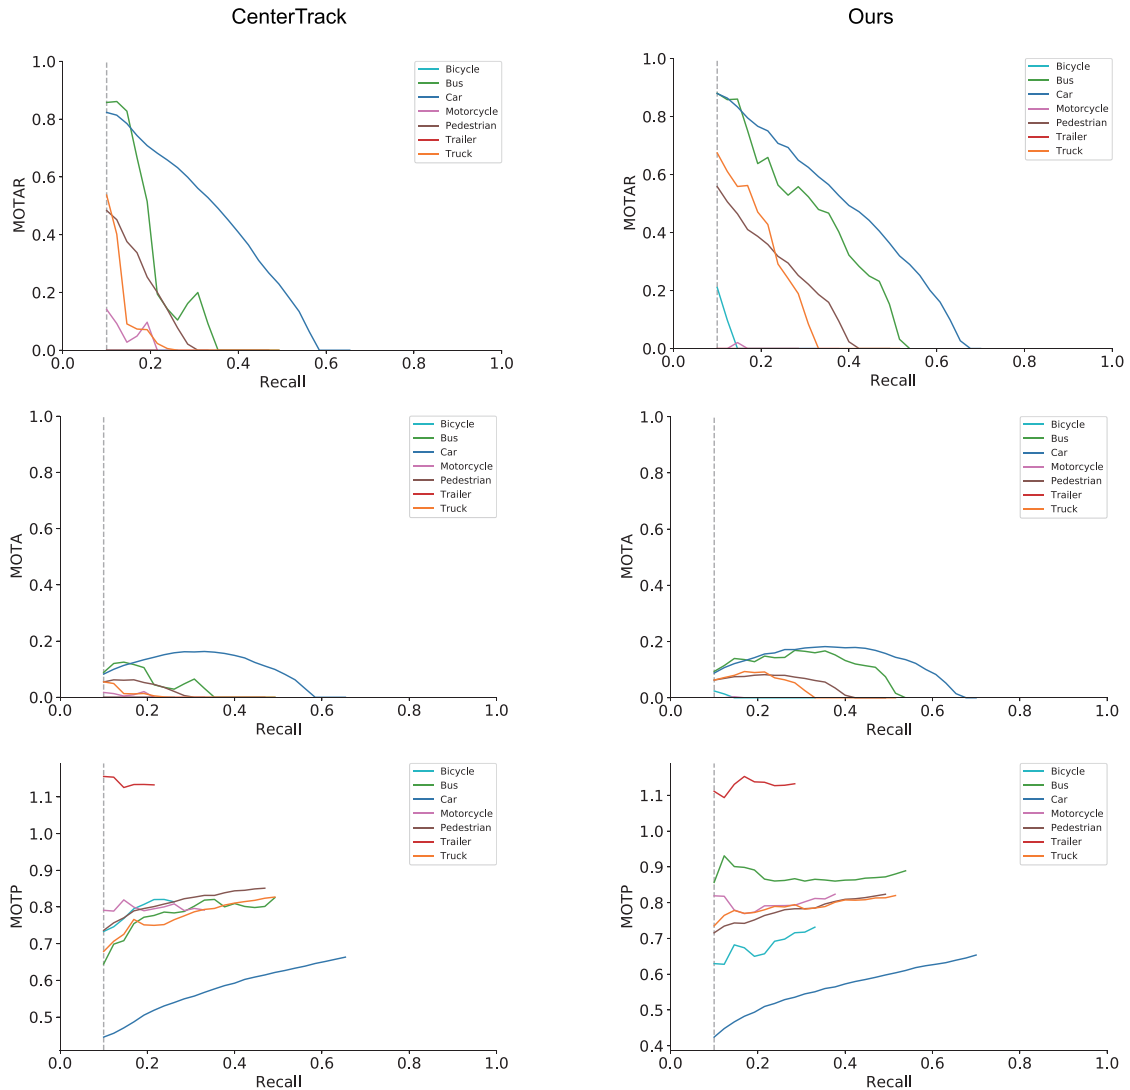 CenterTrack
Ours
MOTAR
1.0
0.8
0.6
0.4
0.2
0.0
0.0 0.2 0.4 0.6 0.8 1.0
Recall
Bicycle
Bus
Car
Motorcycle
Pedestrian
Trailer
Truck
MOTAR
1.0
0.8
0.6
0.4
0.2
0.0
0.0 0.2 0.4 0.6 0.8 1.0
Recall
Bicycle
Bus
Car
Motorcycle
Pedestrian
Trailer
Truck
MOTA
1.0
0.8
0.6
0.4
0.2
0.0
0.0 0.2 0.4 0.6 0.8 1.0
Recall
Bicycle
Bus
Car
Motorcycle
Pedestrian
Trailer
Truck
MOTA
1.0
0.8
0.6
0.4
0.2
0.0
0.0 0.2 0.4 0.6 0.8 1.0
Recall
Bicycle
Bus
Car
Motorcycle
Pedestrian
Trailer
Truck
MOTP
1.1
1.0
0.9
0.8
0.7
0.6
0.5
0.0 0.2 0.4 0.6 0.8 1.0
Recall
Bicycle
Bus
Car
Motorcycle
Pedestrian
Trailer
Truck
MOTP
1.1
1.0
0.9
0.8
0.7
0.6
0.5
0.4
0.0 0.2 0.4 0.6 0.8 1.0
Recall
Bicycle
Bus
Car
Motorcycle
Pedestrian
Trailer
Truck